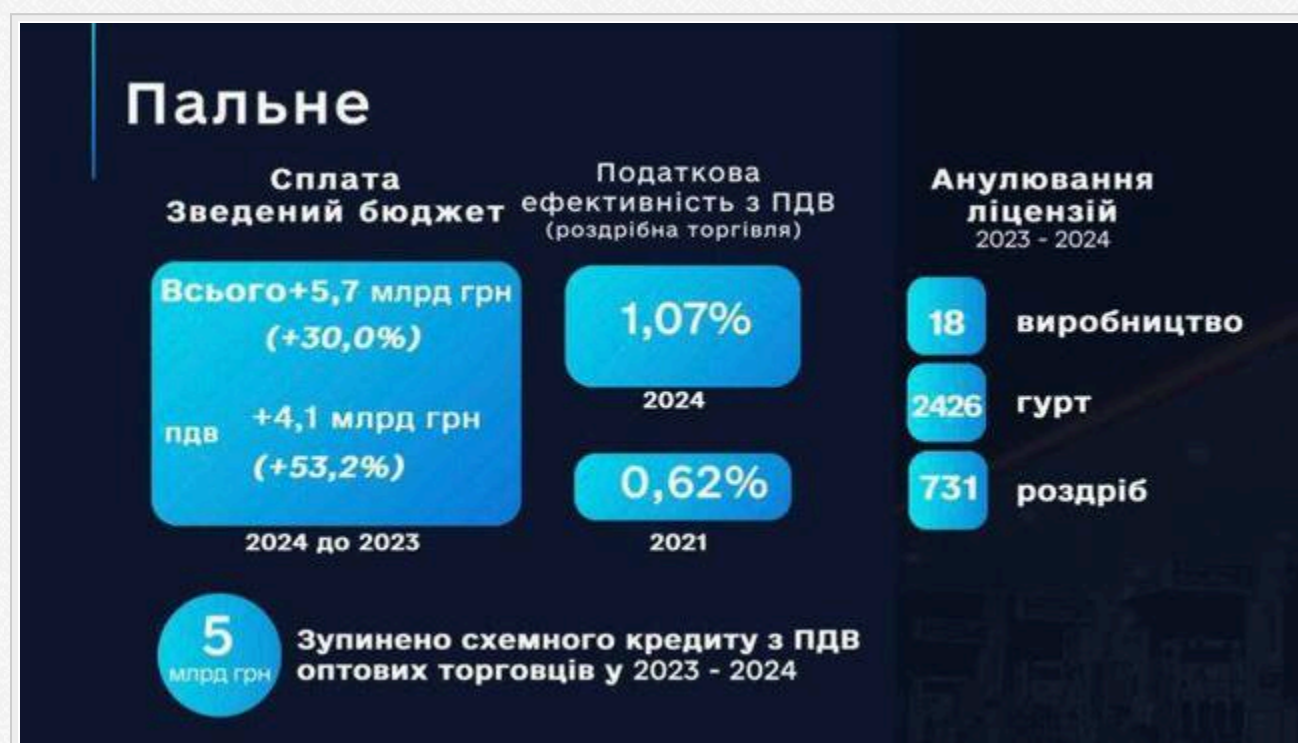 Пальне
Сплата
Зведений бюджет
Всього+5,7 млрд грн
(+30,0%)
ПДВ
+4,1 млрд грн
(+53,2%)
2024 до 2023
Податкова
ефективність з ПДВ
(роздрібна торгівля)
1,07%
2024
0,62%
2021
Анулювання
ліцензій
2023 - 2024
18 виробництво
2426 гурт
731 роздріб
5
млрд грн
Зупинено схемного кредиту з ПДВ
оптових торговців у 2023 - 2024